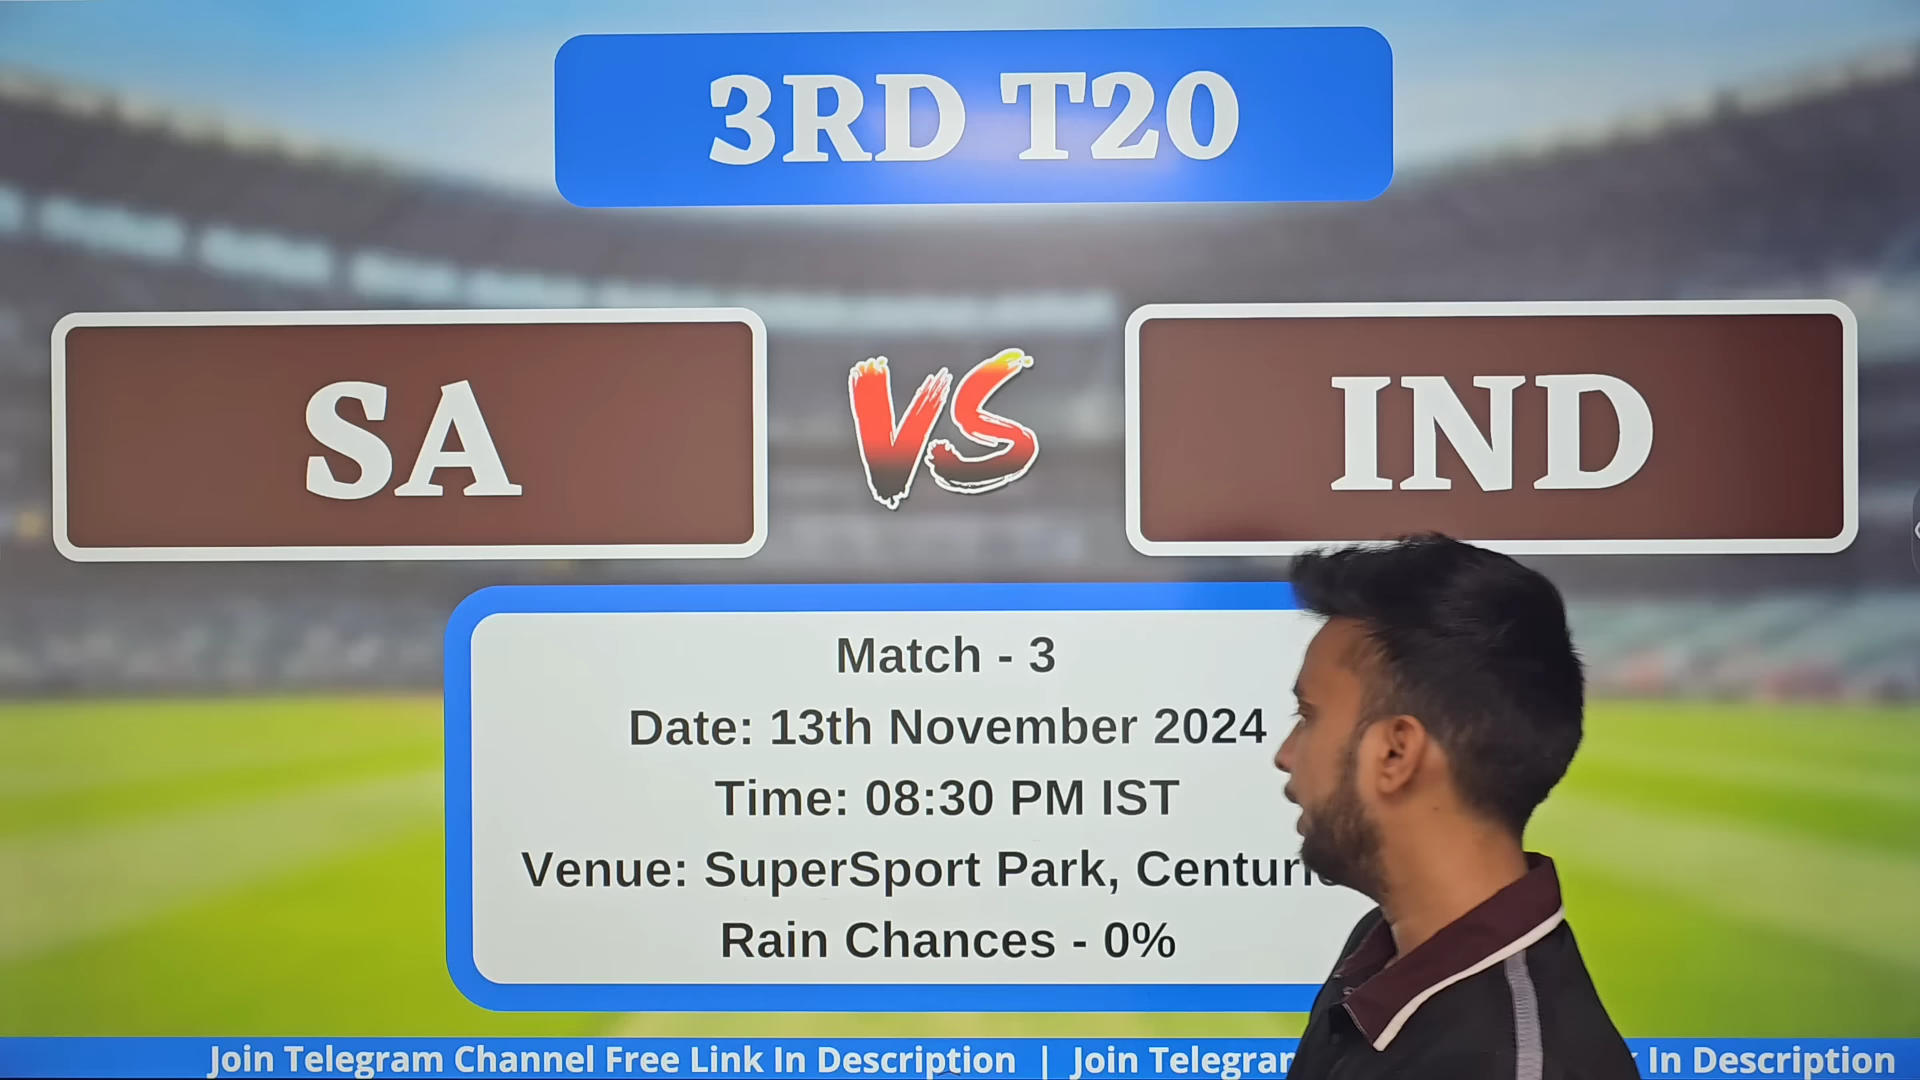 3RD T20
SA
VS
IND
Match - 3
Date: 13th November 2024
Time: 08:30 PM IST
Venue: SuperSport Park,
Rain Chances - 0%
Join Telegram Channel Free Link In Description | Join In Description